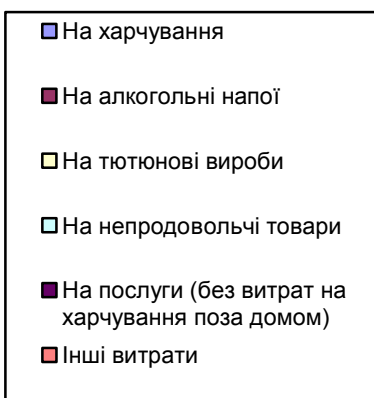 На харчування
На алкогольні напої
На тютюнові вироби
На непродовольчі товари
На послуги (без витрат на
харчування поза домом)
Інші витрати